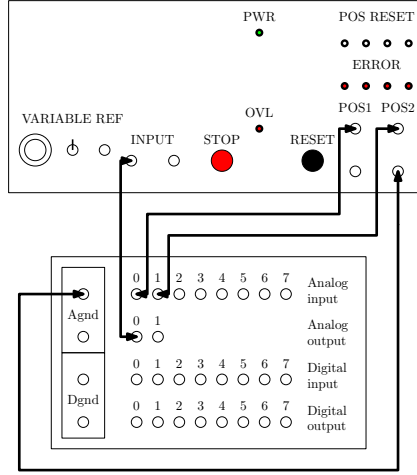 PWR POS RESET
ERROR
VARIABLE REF OVL POS1 POS2
INPUT STOP RESET
0 1 2 3 4 5 6 7 Analog
input
Agnd
0 1 Analog
output
0 1 2 3 4 5 6 7 Digital
input
Dgnd
0 1 2 3 4 5 6 7 Digital
output